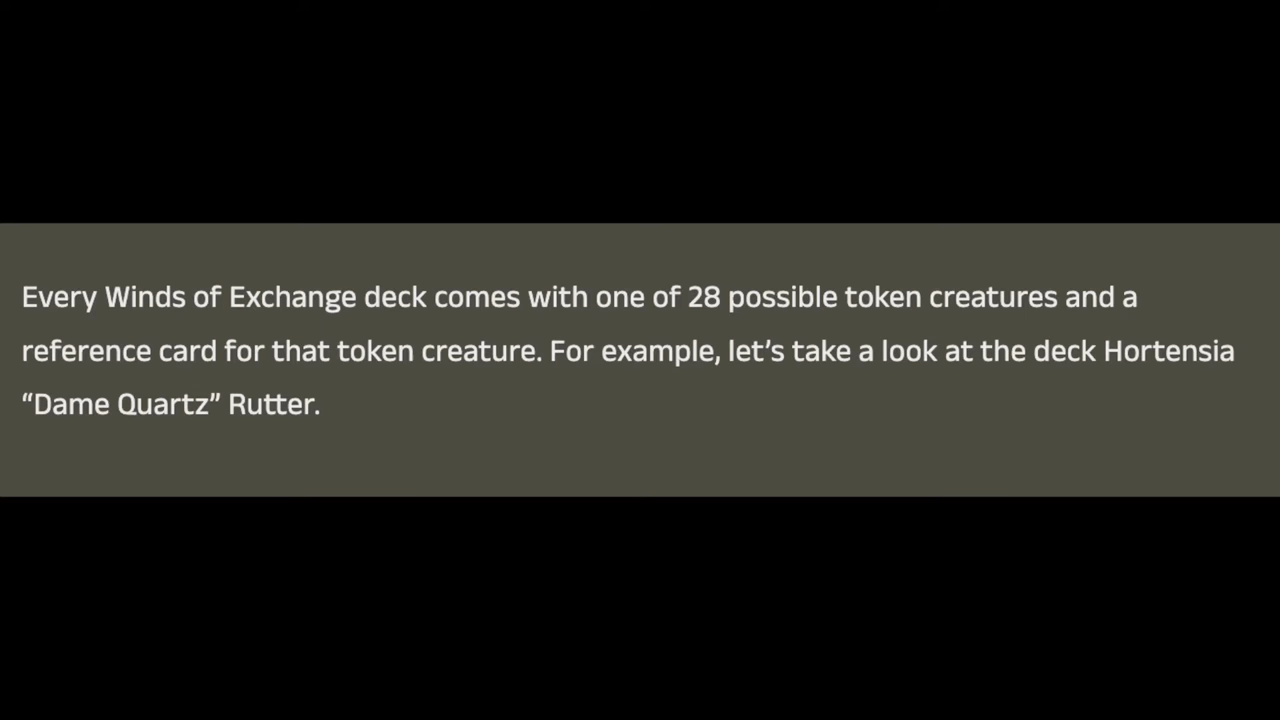 Every Winds of Exchange deck comes with one of 28 possible token creatures and a
reference card for that token creature. For example, let’s take a look at the deck Hortensia
“Dame Quartz” Rutter.